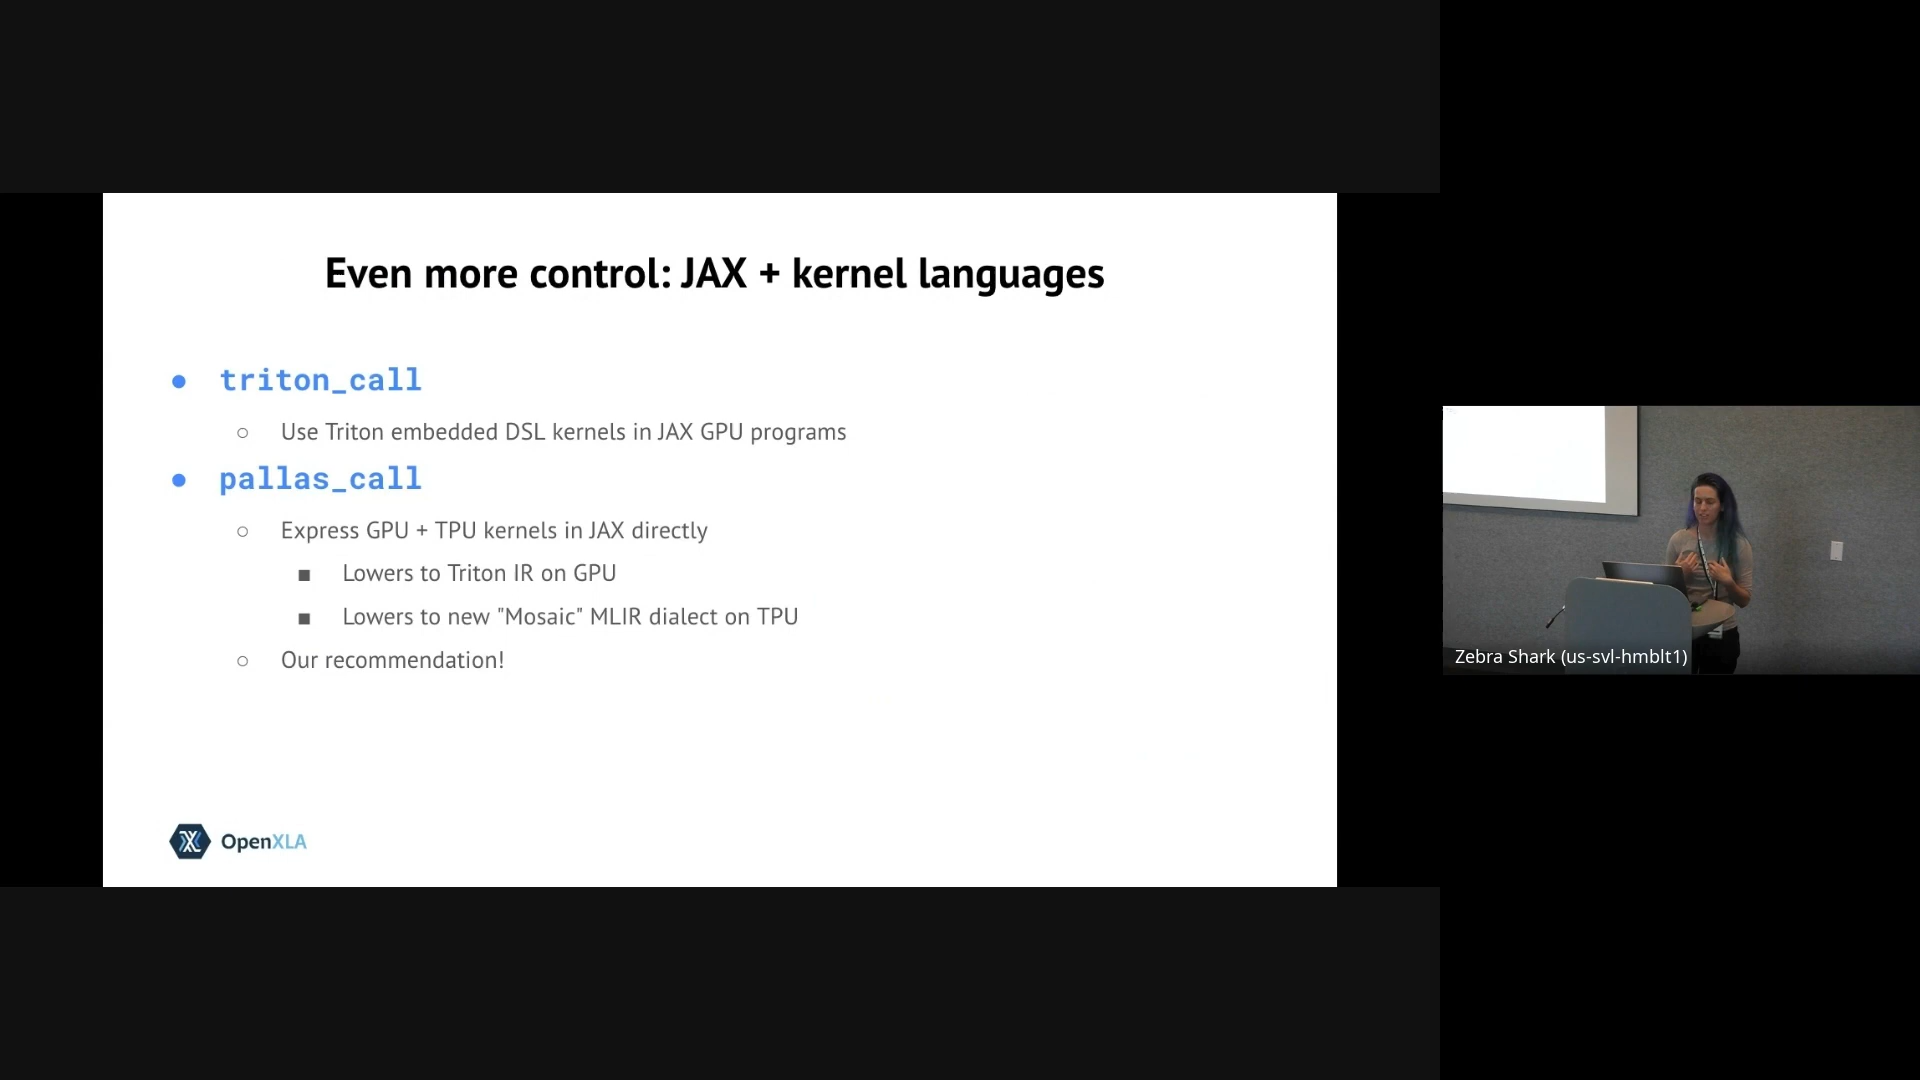 Even more control: JAX + kernel languages
● triton_call
○ Use Triton embedded DSL kernels in JAX GPU programs
● pallas_call
○ Express GPU + TPU kernels in JAX directly
■ Lowers to Triton IR on GPU
■ Lowers to new "Mosaic" MLIR dialect on TPU
○ Our recommendation!
OpenXLA
Zebra Shark (us-svl-hmblt1)